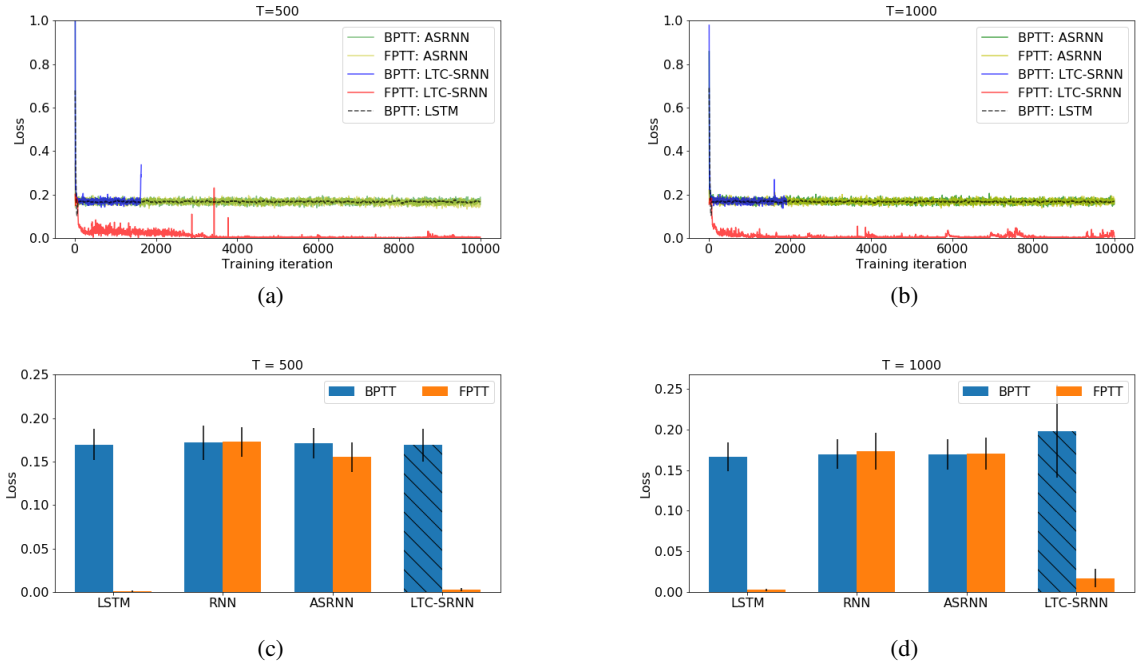 T=500
1.0
0.8
0.6
0.4
0.2
0.0
Loss
BPTT: ASRNN
FPTT: ASRNN
BPTT: LTC-SRNN
FPTT: LTC-SRNN
BPTT: LSTM
0 2000 4000 6000 8000 10000
Training iteration
(a)
T=1000
1.0
0.8
0.6
0.4
0.2
0.0
Loss
BPTT: ASRNN
FPTT: ASRNN
BPTT: LTC-SRNN
FPTT: LTC-SRNN
BPTT: LSTM
0 2000 4000 6000 8000 10000
Training iteration
(b)
T = 500
0.25
0.20
0.15
0.10
0.05
0.00
Loss
BPTT FPTT
LSTM RNN ASRNN LTC-SRNN
(c)
T = 1000
0.25
0.20
0.15
0.10
0.05
0.00
Loss
BPTT FPTT
LSTM RNN ASRNN LTC-SRNN
(d)